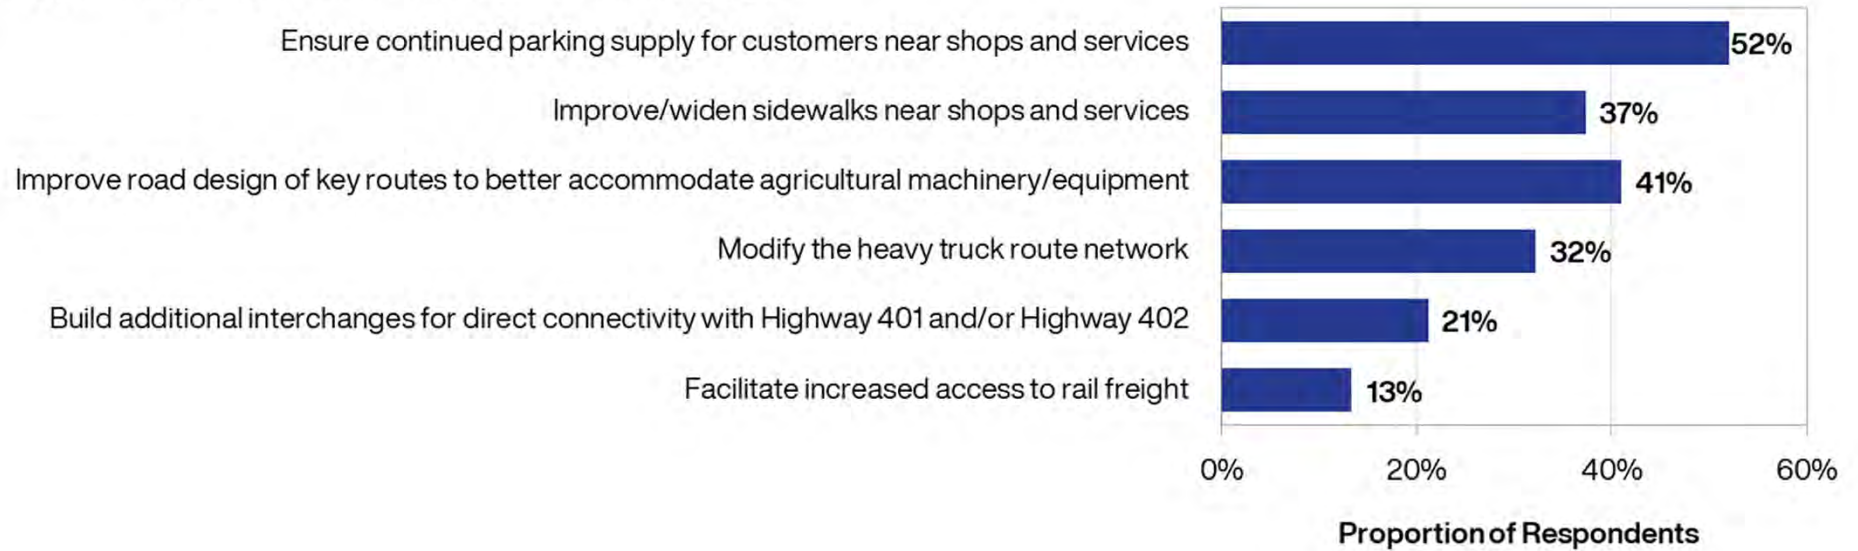 Ensure continued parking supply for customers near shops and services 52%
Improve/widen sidewalks near shops and services 37%
Improve road design of key routes to better accommodate agricultural machinery/equipment 41%
Modify the heavy truck route network 32%
Build additional interchanges for direct connectivity with Highway 401 and/or Highway 402 21%
Facilitate increased access to rail freight 13%
0% 20% 40% 60%
Proportion of Respondents